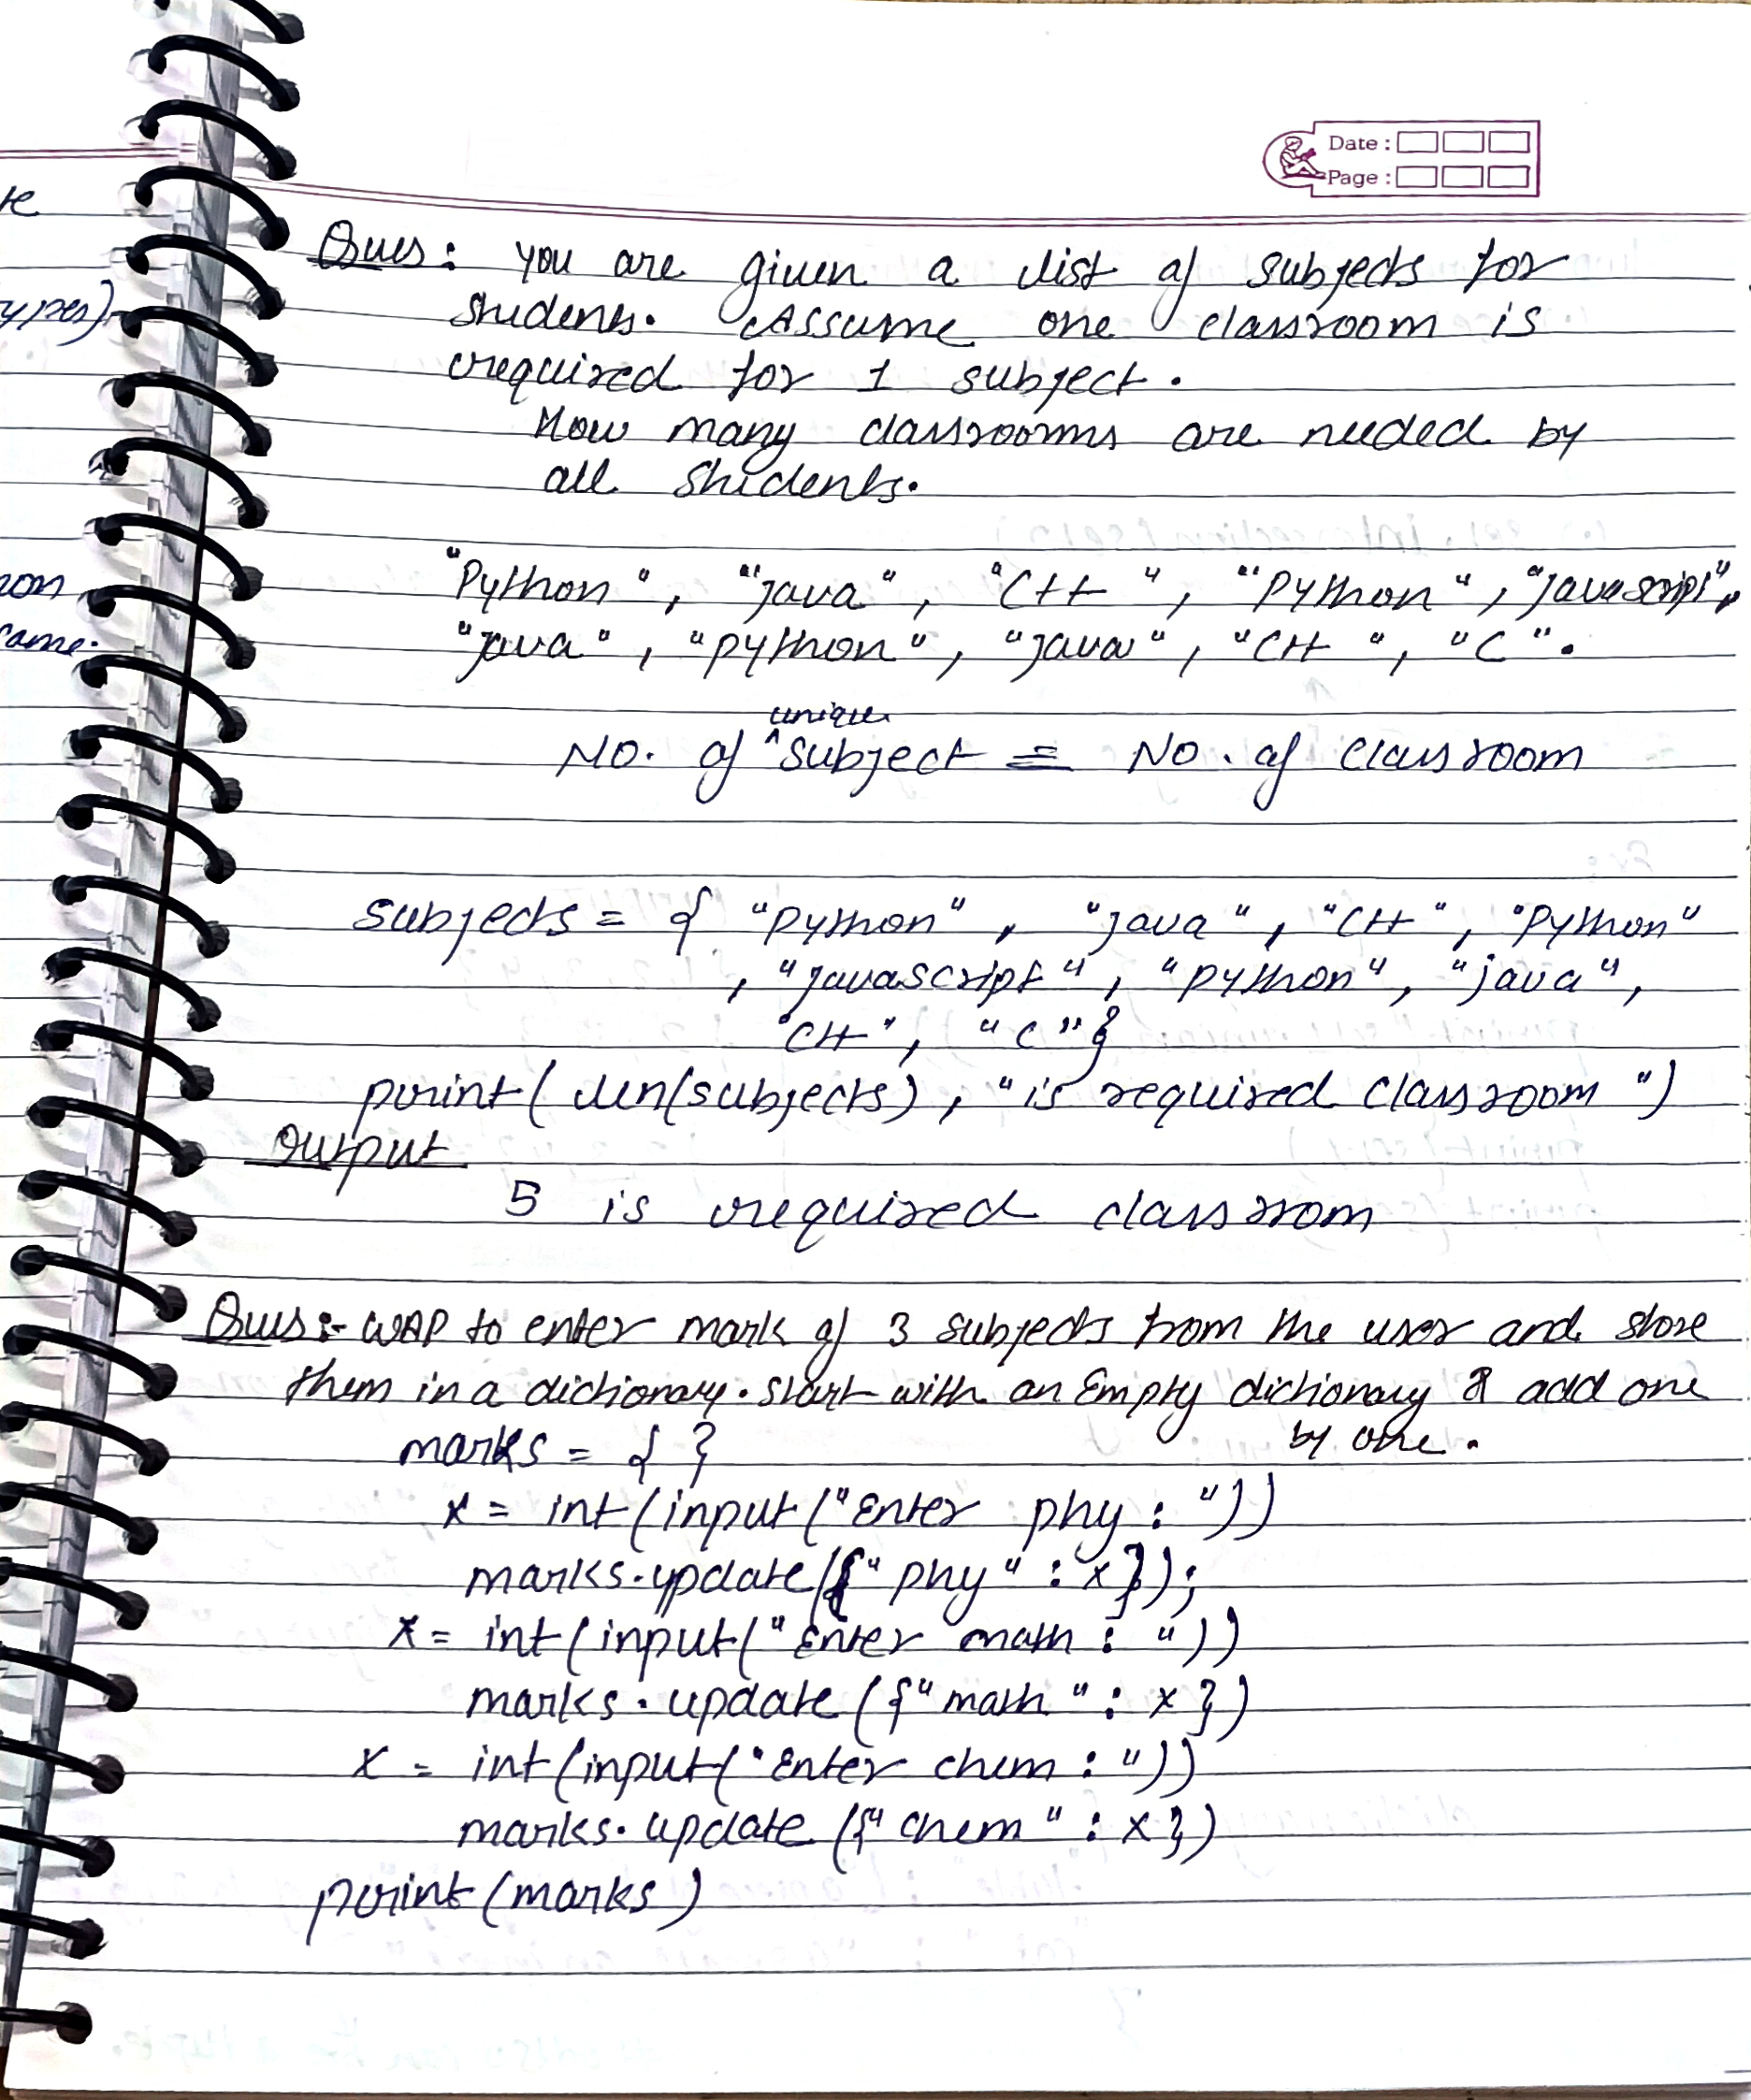 Date :
Page :
te
ypes)
non
came.
Ques: You are given a list of subjects for
students. Assume one classroom is
required for 1 subject.
How many classrooms are needed by
all students.
"Python", "java", "C++", "Python", "javascript",
"java", "python", "java", "C++", "C".
unique
No. of ^ subject = No. of classroom
subjects = { "Python", "java", "C++", "Python"
, "javascript", "python", "java",
"C++", "C"}
print( len(subjects), "is required classroom")
Output
5 is required classroom
Ques:- WAP to enter mark of 3 subjects from the user and store
them in a dictionary. Start with an Empty dictionary & add one
by one.
marks = { }
x = int(input("Enter phy : "))
marks.update({"phy" : x});
x = int(input("Enter math : "))
marks.update({"math" : x})
x = int(input("Enter chem : "))
marks.update({"chem" : x})
print(marks)